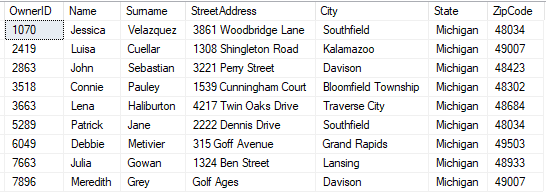 OwnerID Name Surname StreetAddress City State ZipCode
1070 Jessica Velazquez 3861 Woodbridge Lane Southfield Michigan 48034
2419 Luisa Cuellar 1308 Shingleton Road Kalamazoo Michigan 49007
2863 John Sebastian 3221 Perry Street Davison Michigan 48423
3518 Connie Pauley 1539 Cunningham Court Bloomfield Township Michigan 48302
3663 Lena Haliburton 4217 Twin Oaks Drive Traverse City Michigan 48684
5289 Patrick Jane 2222 Dennis Drive Southfield Michigan 48034
6049 Debbie Metivier 315 Goff Avenue Grand Rapids Michigan 49503
7663 Julia Gowan 1324 Ben Street Lansing Michigan 48933
7896 Meredith Grey Golf Ages Davison Michigan 49007